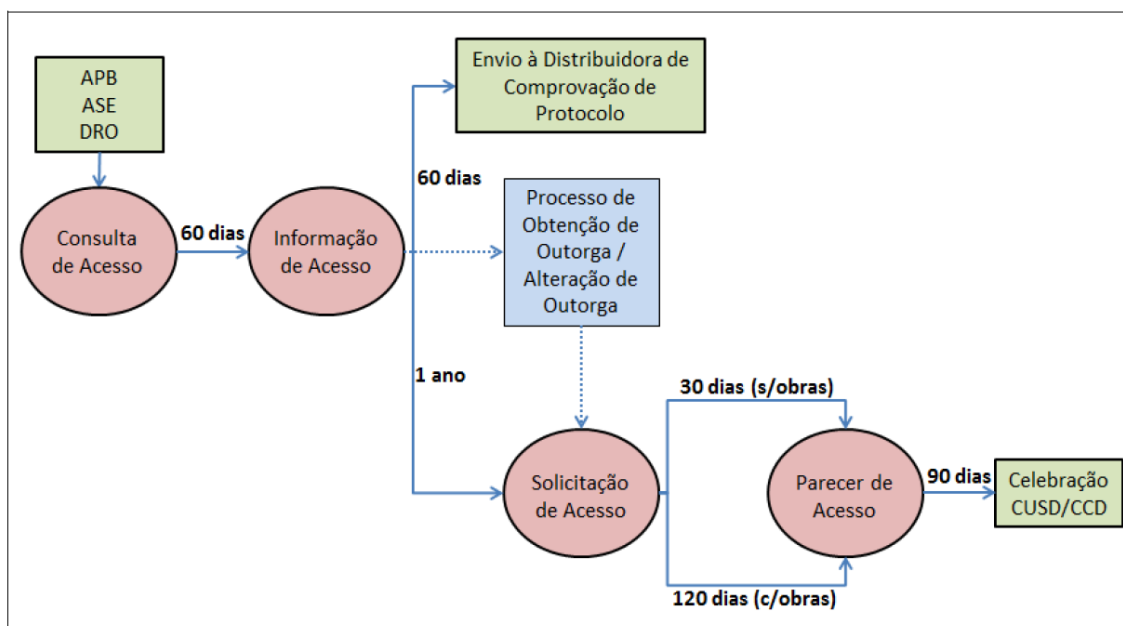 APB
ASE
DRO
Envio à Distribuidora de
Comprovação de
Protocolo
Consulta
de Acesso
60 dias
Informação
de Acesso
60 dias
Processo de
Obtenção de
Outorga /
Alteração de
Outorga
1 ano
30 dias (s/obras)
Solicitação
de Acesso
Parecer de
Acesso
90 dias
Celebração
CUSD/CCD
120 dias (c/obras)